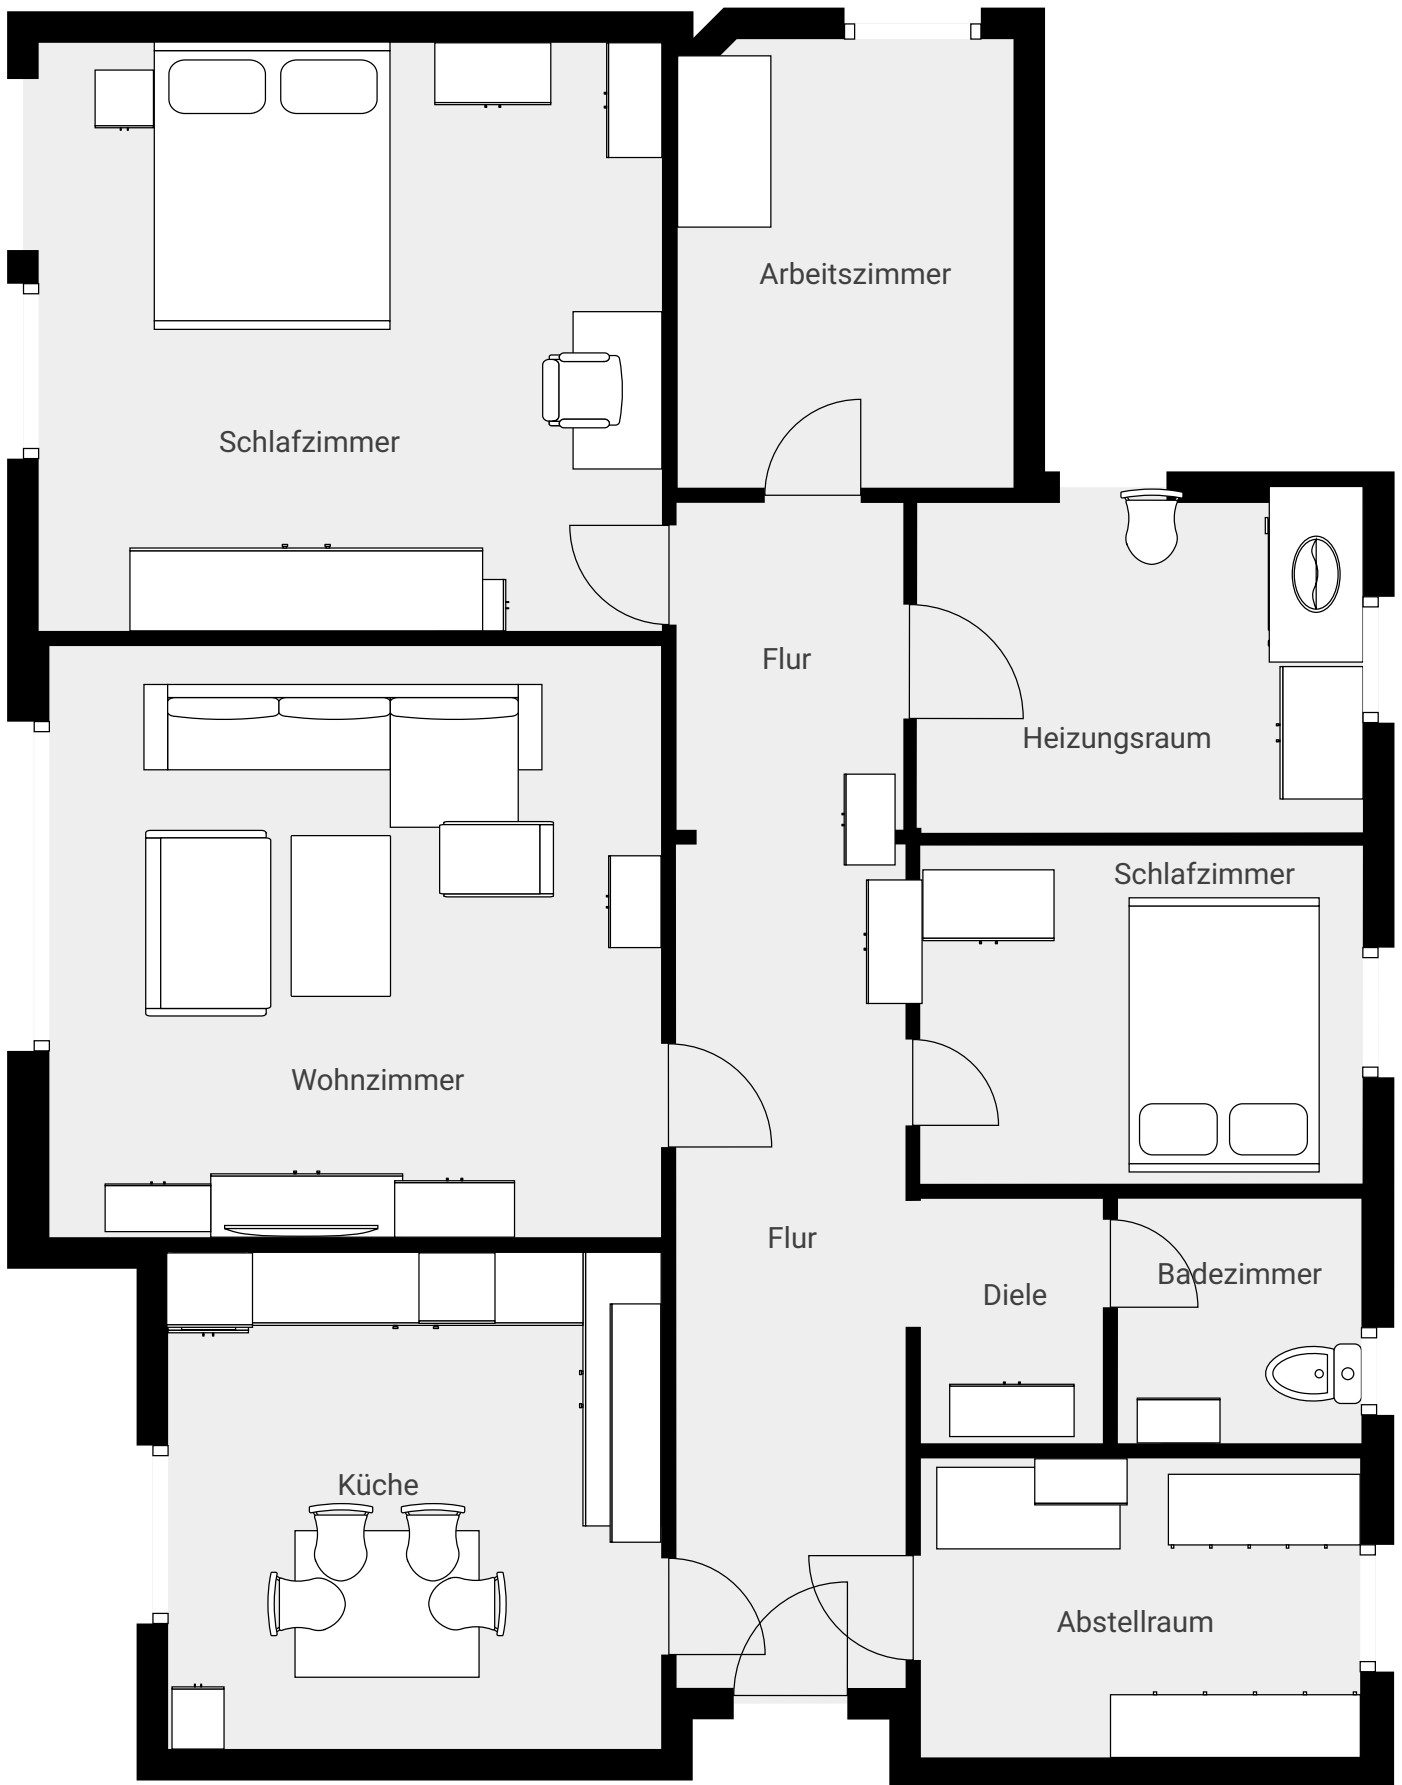 Arbeitszimmer
Schlafzimmer
Flur
Heizungsraum
Schlafzimmer
Wohnzimmer
Flur
Badezimmer
Diele
Küche
Abstellraum